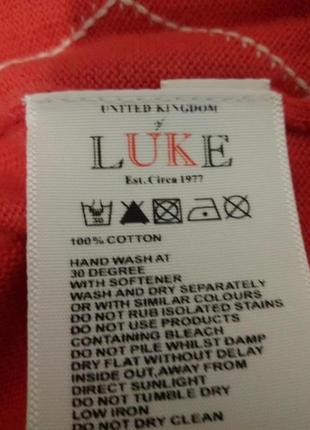 UNITED KINGDOM
of
LUKE
Est. Circa 1977
30
100% COTTON
HAND WASH AT
30 DEGREE
WITH SOFTENER
WASH AND DRY SEPARATELY
OR WITH SIMILAR COLOURS
DO NOT RUB ISOLATED STAINS
DO NOT USE PRODUCTS
CONTAINING BLEACH
DO NOT PILE WHILST DAMP
DRY FLAT WITHOUT DELAY
INSIDE OUT, AWAY FROM
DIRECT SUNLIGHT
DO NOT TUMBLE DRY
LOW IRON
DO NOT DRY CLEAN